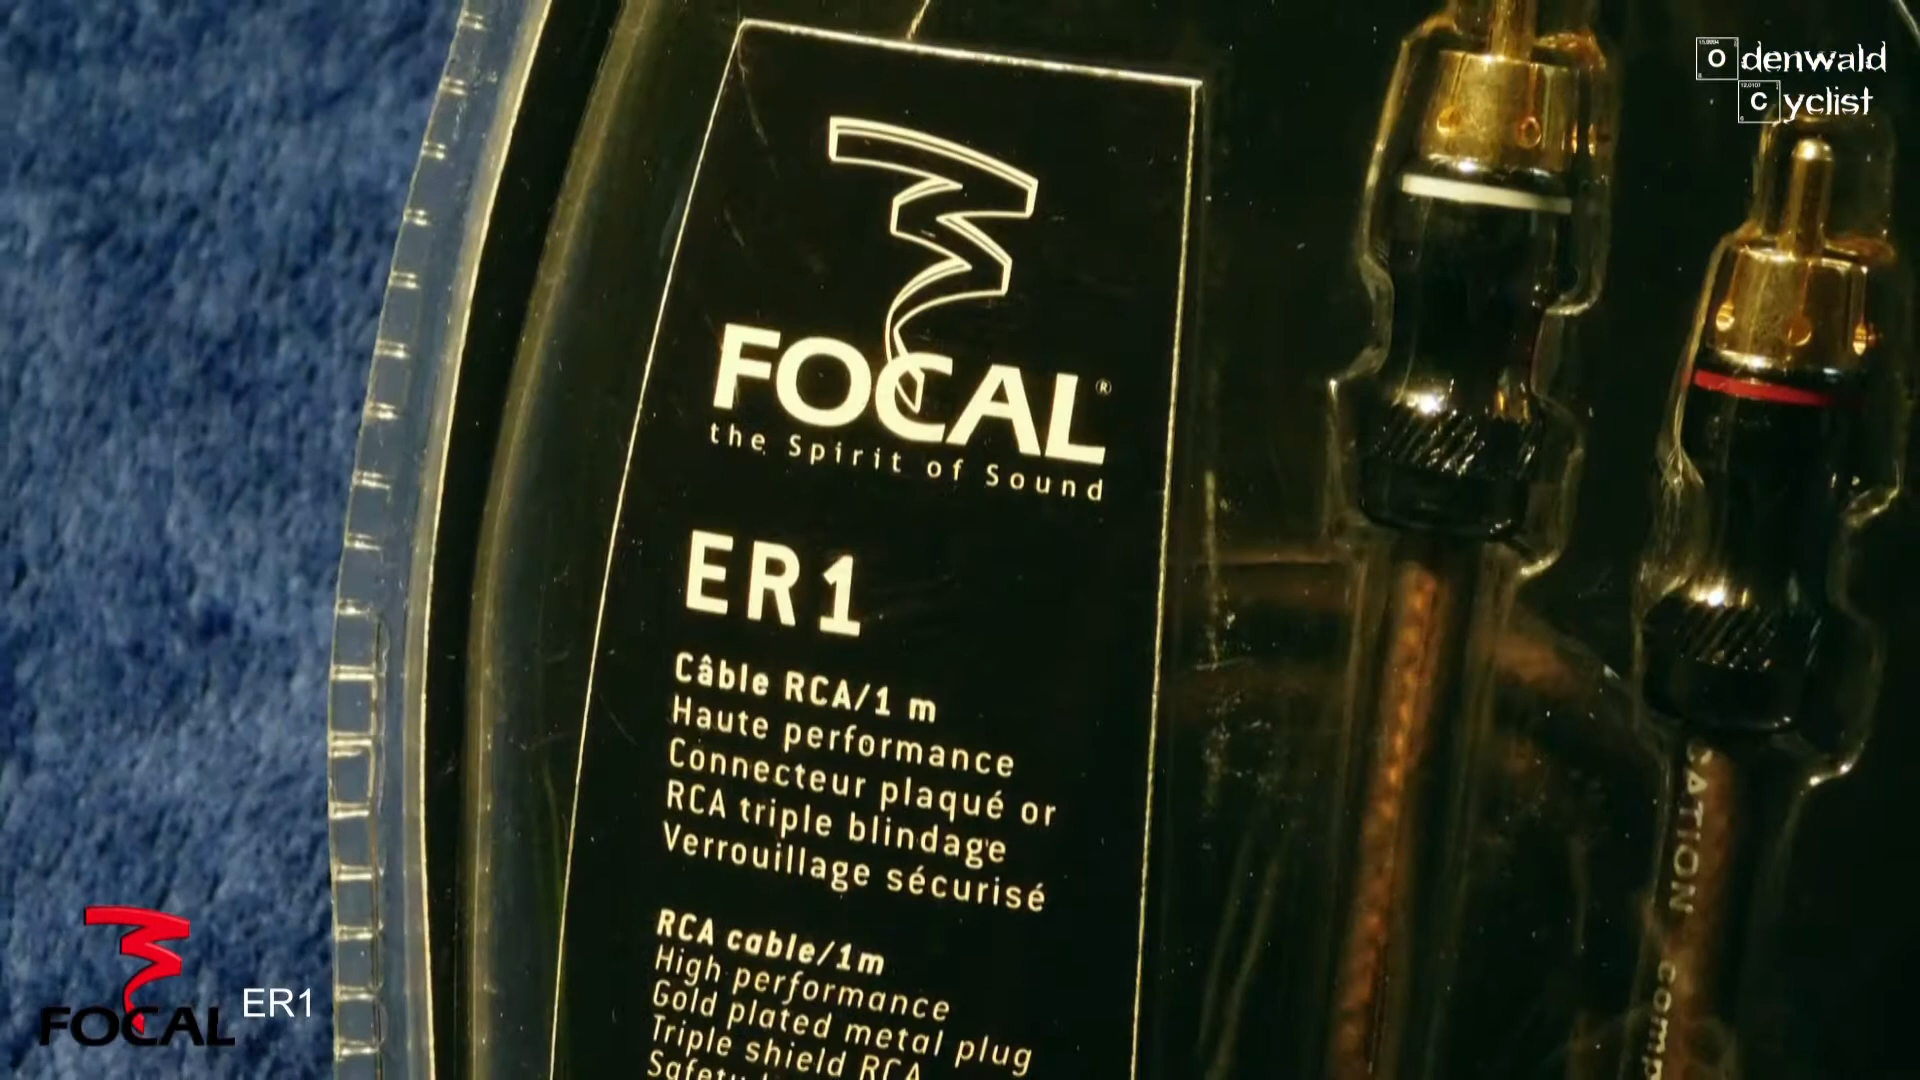 Odenwald
Cyclist
FOCAL®
the Spirit of Sound
ER1
Câble RCA/1 m
Haute performance
Connecteur plaqué or
RCA triple blindage
Verrouillage sécurisé
RCA cable/1m
High performance
Gold plated metal plug
Triple shield RCA
Safety
FOCAL ER1